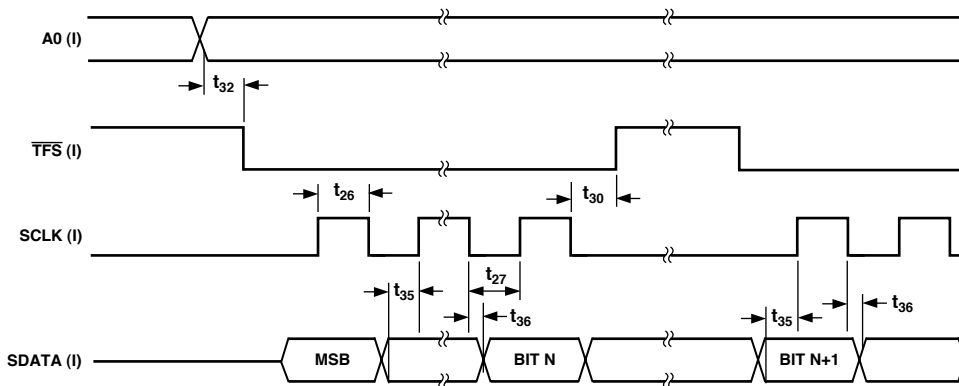 A0 (I)
t32
TFS (I)
t26
t30
SCLK (I)
t27
t35
t36
t35
t36
SDATA (I)
MSB
BIT N
BIT N+1